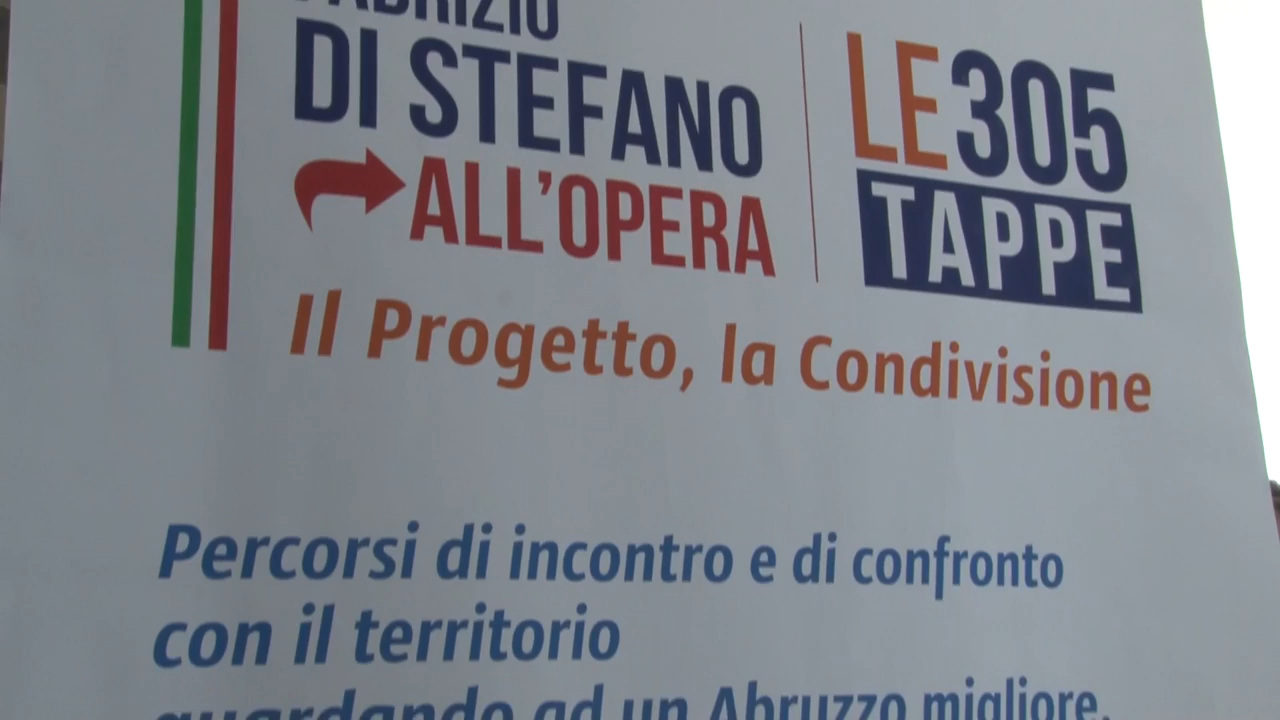 FABRIZIO
DI STEFANO
ALL'OPERA
LE305
TAPPE
Il Progetto, la Condivisione
Percorsi di incontro e di confronto
con il territorio
guardando ad un Abruzzo migliore.